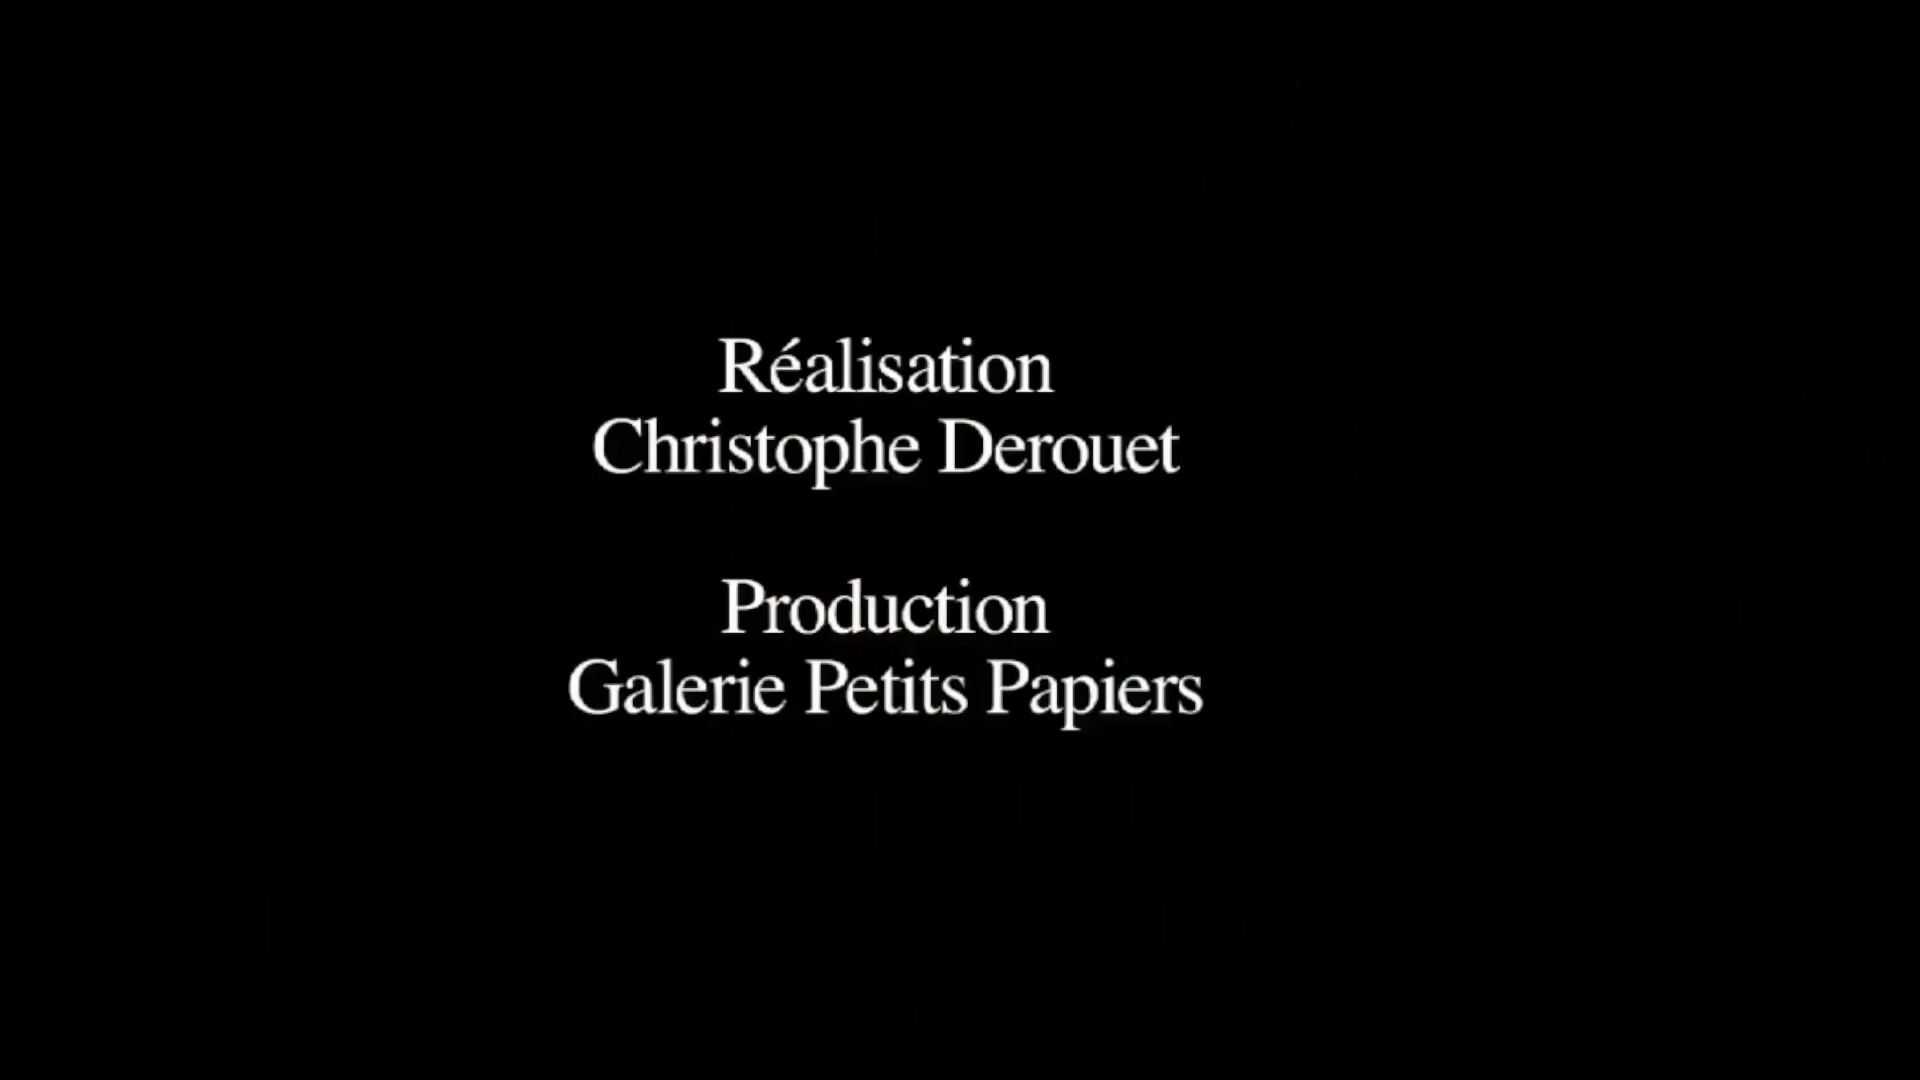 Réalisation
Christophe Derouet
Production
Galerie Petits Papiers